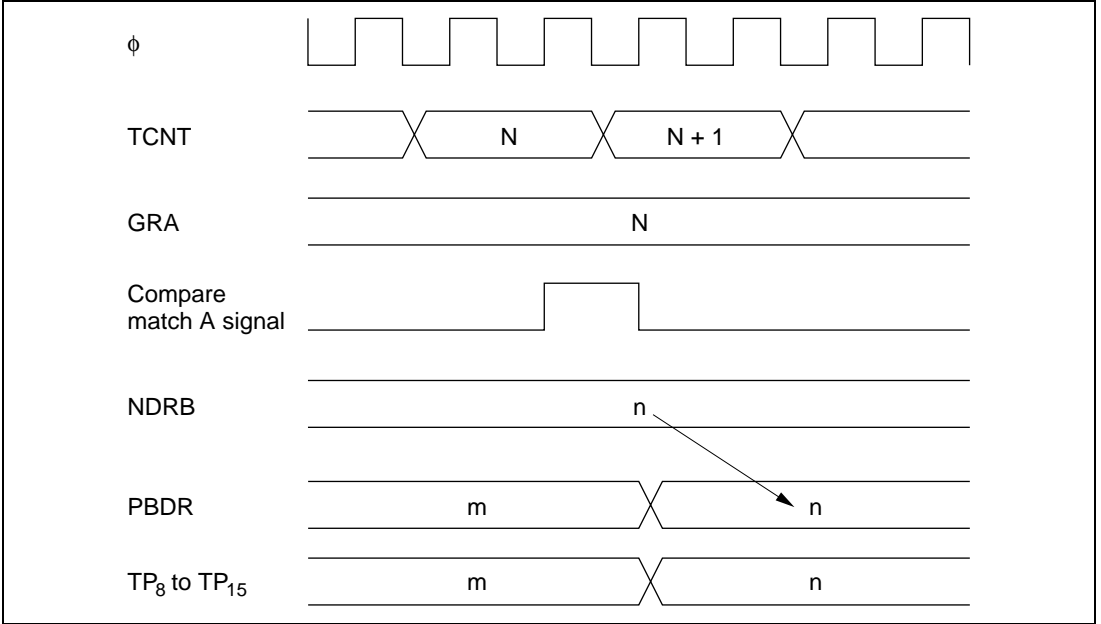 ϕ
TCNT N N + 1
GRA N
Compare
match A signal
NDRB n
PBDR m n
TP8 to TP15 m n